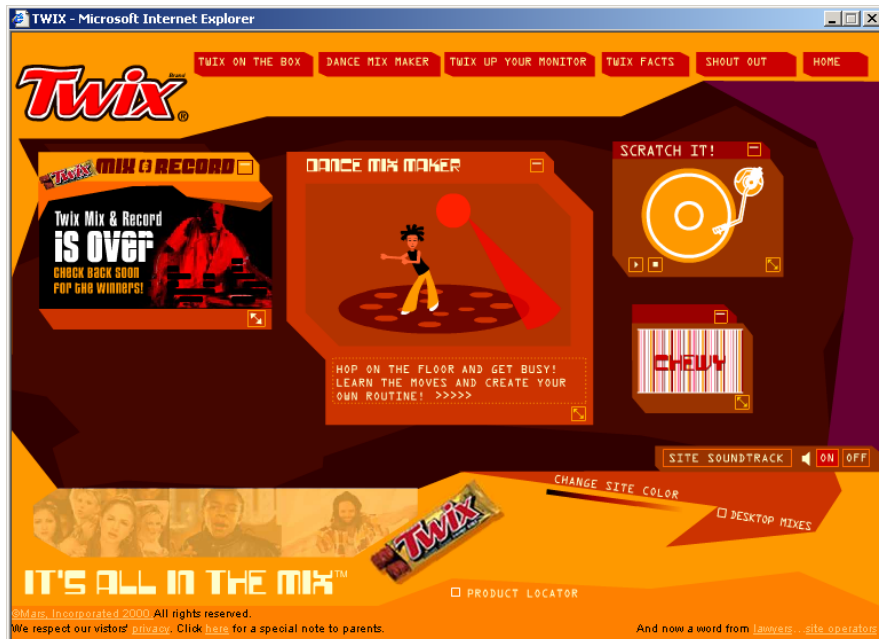 TWIX - Microsoft Internet Explorer
TWIX ON THE BOX
DANCE MIX MAKER
TWIX UP YOUR MONITOR
TWIX FACTS
SHOUT OUT
HOME
Twix
Brand
®
Twix MIX & RECORD
Twix Mix & Record
IS OVER
CHECK BACK SOON
FOR THE WINNERS!
DANCE MIX MAKER
HOP ON THE FLOOR AND GET BUSY!
LEARN THE MOVES AND CREATE YOUR
OWN ROUTINE! >>>>>
SCRATCH IT!
CHEWY
SITE SOUNDTRACK ON OFF
CHANGE SITE COLOR
DESKTOP MIXES
Twix
IT'S ALL IN THE MIX™
PRODUCT LOCATOR
©Mars, Incorporated 2000. All rights reserved.
We respect our vistors' privacy. Click here for a special note to parents.
And now a word from lawyers...site operators